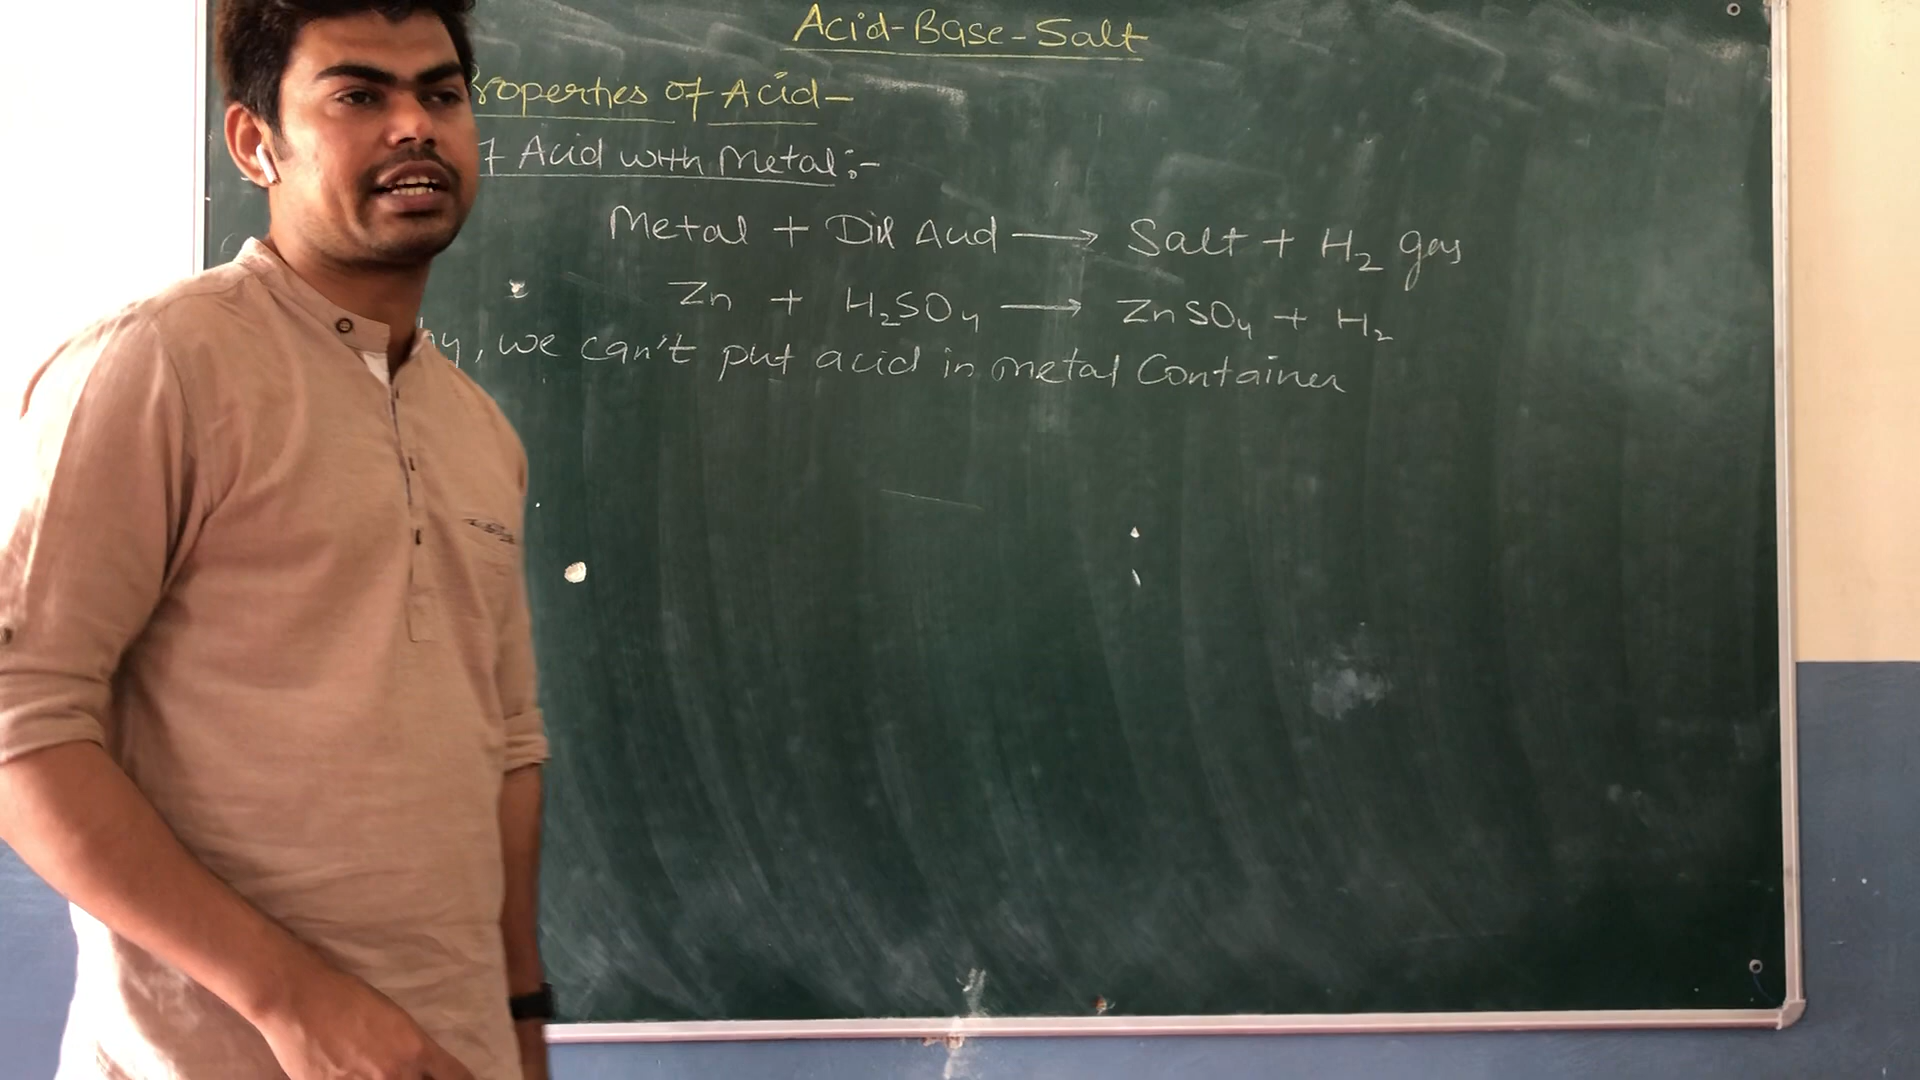 Acid-Base-Salt
roperties of Acid-
Acid with Metal:-
Metal + Dil Acid → Salt + H₂ gas
Zn + H₂SO₄ → ZnSO₄ + H₂
hy, we can't put acid in metal Container